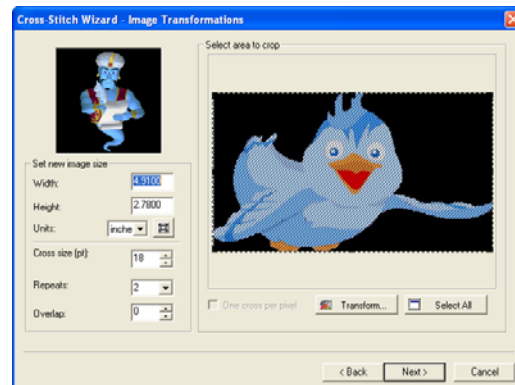 Cross-Stitch Wizard - Image Transformations
Select area to crop
Set new image size
Width: 4.9100
Height: 2.7800
Units: inche
Cross size (pt): 18
Repeats: 2
Overlap: 0
One cross per pixel
Transform...
Select All
< Back
Next >
Cancel